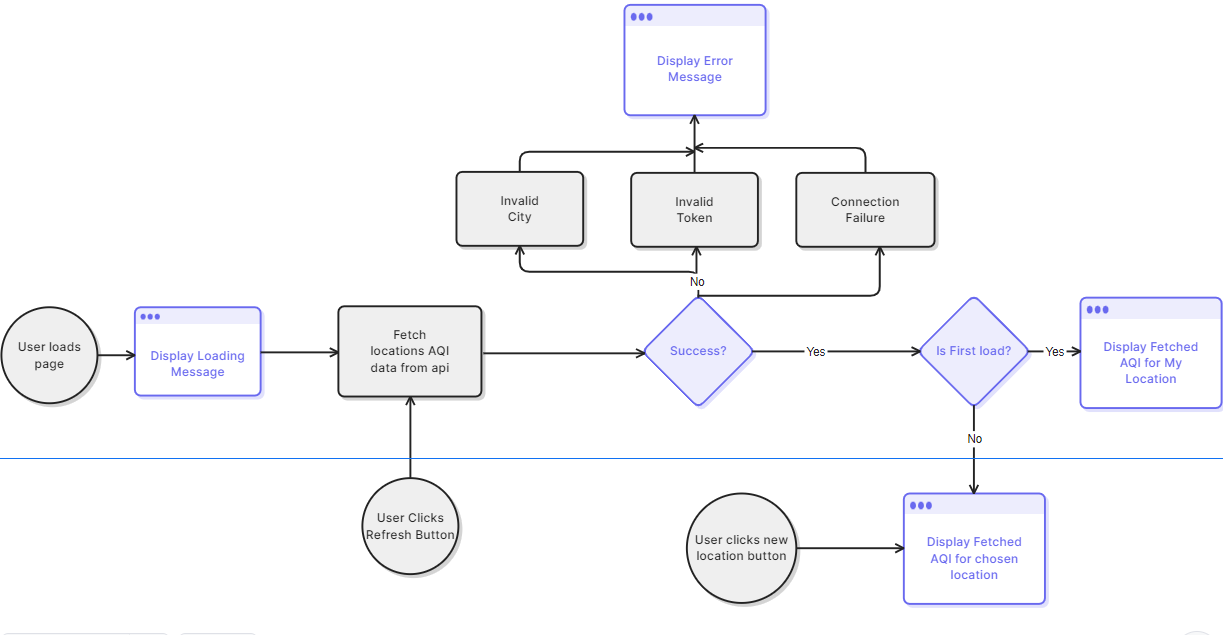 Display Error
Message
Invalid
City
Invalid
Token
Connection
Failure
No
User loads
page
Display Loading
Message
Fetch
locations AQI
data from api
Success?
Yes
Is First load?
Yes
Display Fetched
AQI for My
Location
No
User Clicks
Refresh Button
User clicks new
location button
Display Fetched
AQI for chosen
location